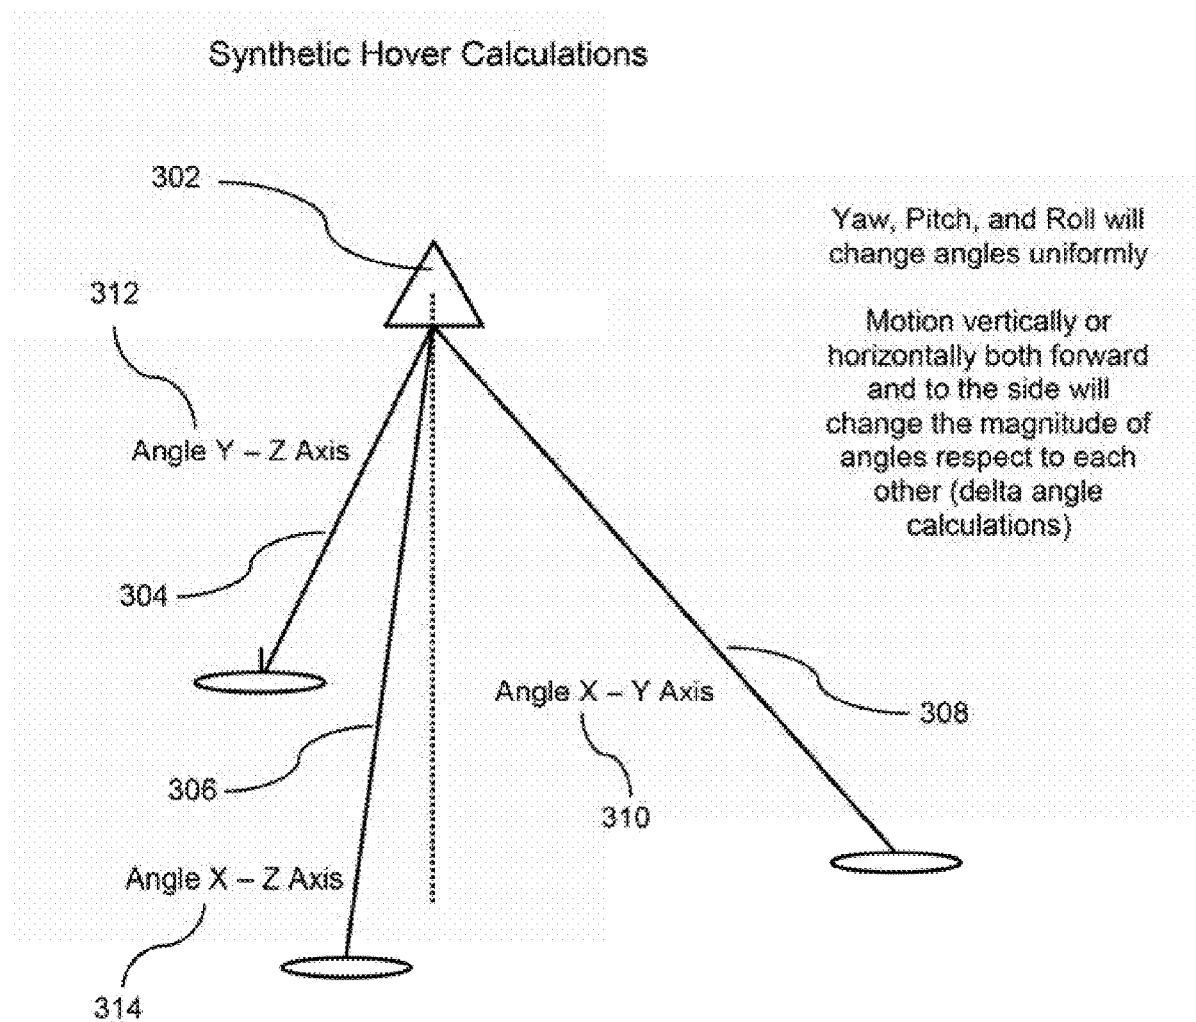 Synthetic Hover Calculations
302
Yaw, Pitch, and Roll will
change angles uniformly
312
Motion vertically or
horizontally both forward
and to the side will
change the magnitude of
angles respect to each
other (delta angle
calculations)
Angle Y – Z Axis
304
Angle X – Y Axis
308
306
310
Angle X – Z Axis
314